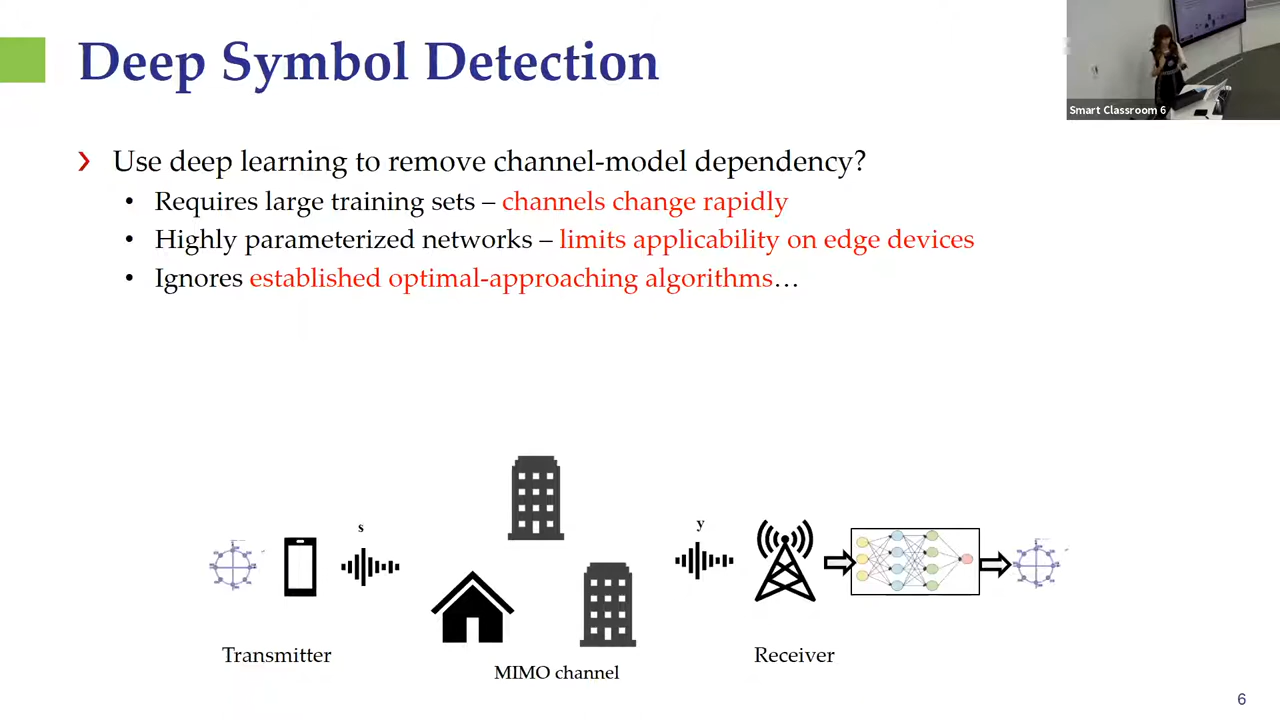 Deep Symbol Detection
Smart Classroom 6
› Use deep learning to remove channel-model dependency?
• Requires large training sets – channels change rapidly
• Highly parameterized networks – limits applicability on edge devices
• Ignores established optimal-approaching algorithms…
s
y
Transmitter
MIMO channel
Receiver
6